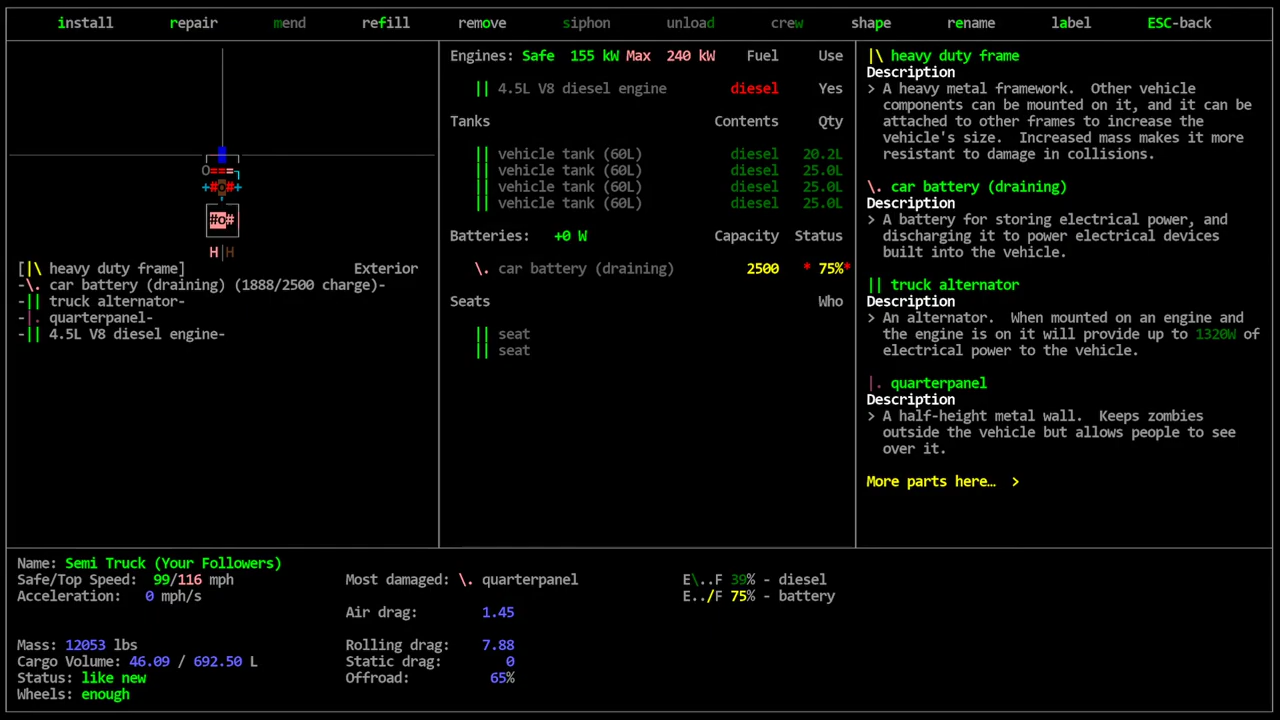 install repair mend refill remove siphon unload crew shape rename label ESC-back
Engines: Safe 155 kW Max 240 kW Fuel Use
|| 4.5L V8 diesel engine diesel Yes
Tanks Contents Qty
|| vehicle tank (60L) diesel 20.2L
|| vehicle tank (60L) diesel 25.0L
|| vehicle tank (60L) diesel 25.0L
|| vehicle tank (60L) diesel 25.0L
Batteries: +0 W Capacity Status
\. car battery (draining) 2500 * 75%*
Seats Who
|| seat
|| seat
O===-
+#o#+
#o#
H|H
[|\ heavy duty frame] Exterior
-\. car battery (draining) (1888/2500 charge)-
-|| truck alternator-
-|. quarterpanel-
-|| 4.5L V8 diesel engine-
|\ heavy duty frame
Description
> A heavy metal framework. Other vehicle
components can be mounted on it, and it can be
attached to other frames to increase the
vehicle's size. Increased mass makes it more
resistant to damage in collisions.
\. car battery (draining)
Description
> A battery for storing electrical power, and
discharging it to power electrical devices
built into the vehicle.
|| truck alternator
Description
> An alternator. When mounted on an engine and
the engine is on it will provide up to 1320W of
electrical power to the vehicle.
|. quarterpanel
Description
> A half-height metal wall. Keeps zombies
outside the vehicle but allows people to see
over it.
More parts here… >
Name: Semi Truck (Your Followers)
Safe/Top Speed: 99/116 mph
Acceleration: 0 mph/s
Mass: 12053 lbs
Cargo Volume: 46.09 / 692.50 L
Status: like new
Wheels: enough
Most damaged: \. quarterpanel
Air drag: 1.45
Rolling drag: 7.88
Static drag: 0
Offroad: 65%
E\..F 39% - diesel
E../F 75% - battery